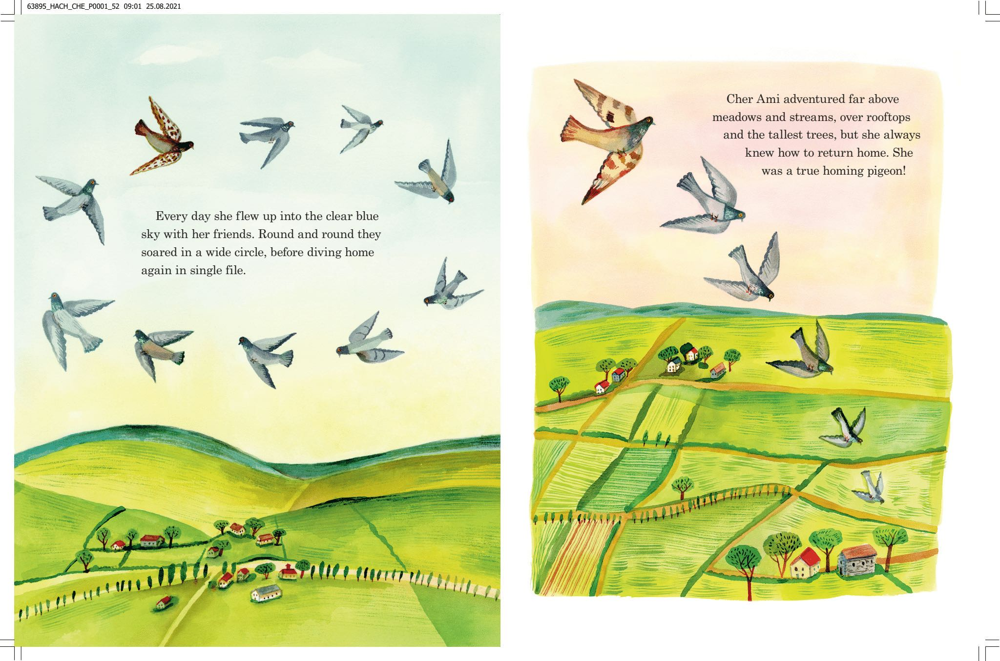 63895_HACH_CHE_P0001_52 09:01 25.08.2021
Every day she flew up into the clear blue
sky with her friends. Round and round they
soared in a wide circle, before diving home
again in single file.
Cher Ami adventured far above
meadows and streams, over rooftops
and the tallest trees, but she always
knew how to return home. She
was a true homing pigeon!